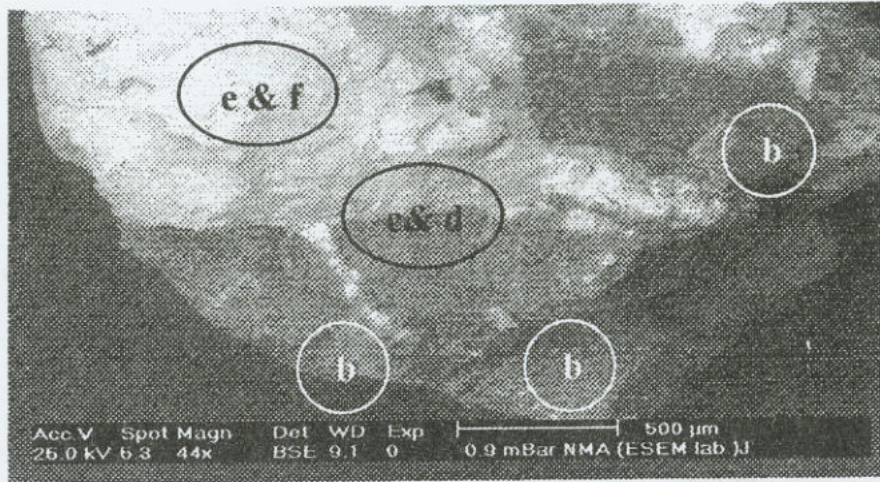 e & f
b
e& d
b
b
Acc.V Spot Magn Det WD Exp 500 µm
25.0 kV 5.3 44x BSE 9.1 0 0.9 mBar NMA (ESEM lab.)J